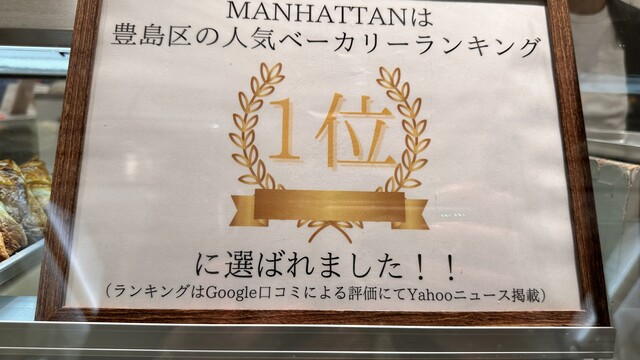 MANHATTANは
豊島区の人気ベーカリーランキング
1位
に選ばれました！！
（ランキングはGoogle口コミによる評価にてYahooニュース掲載）